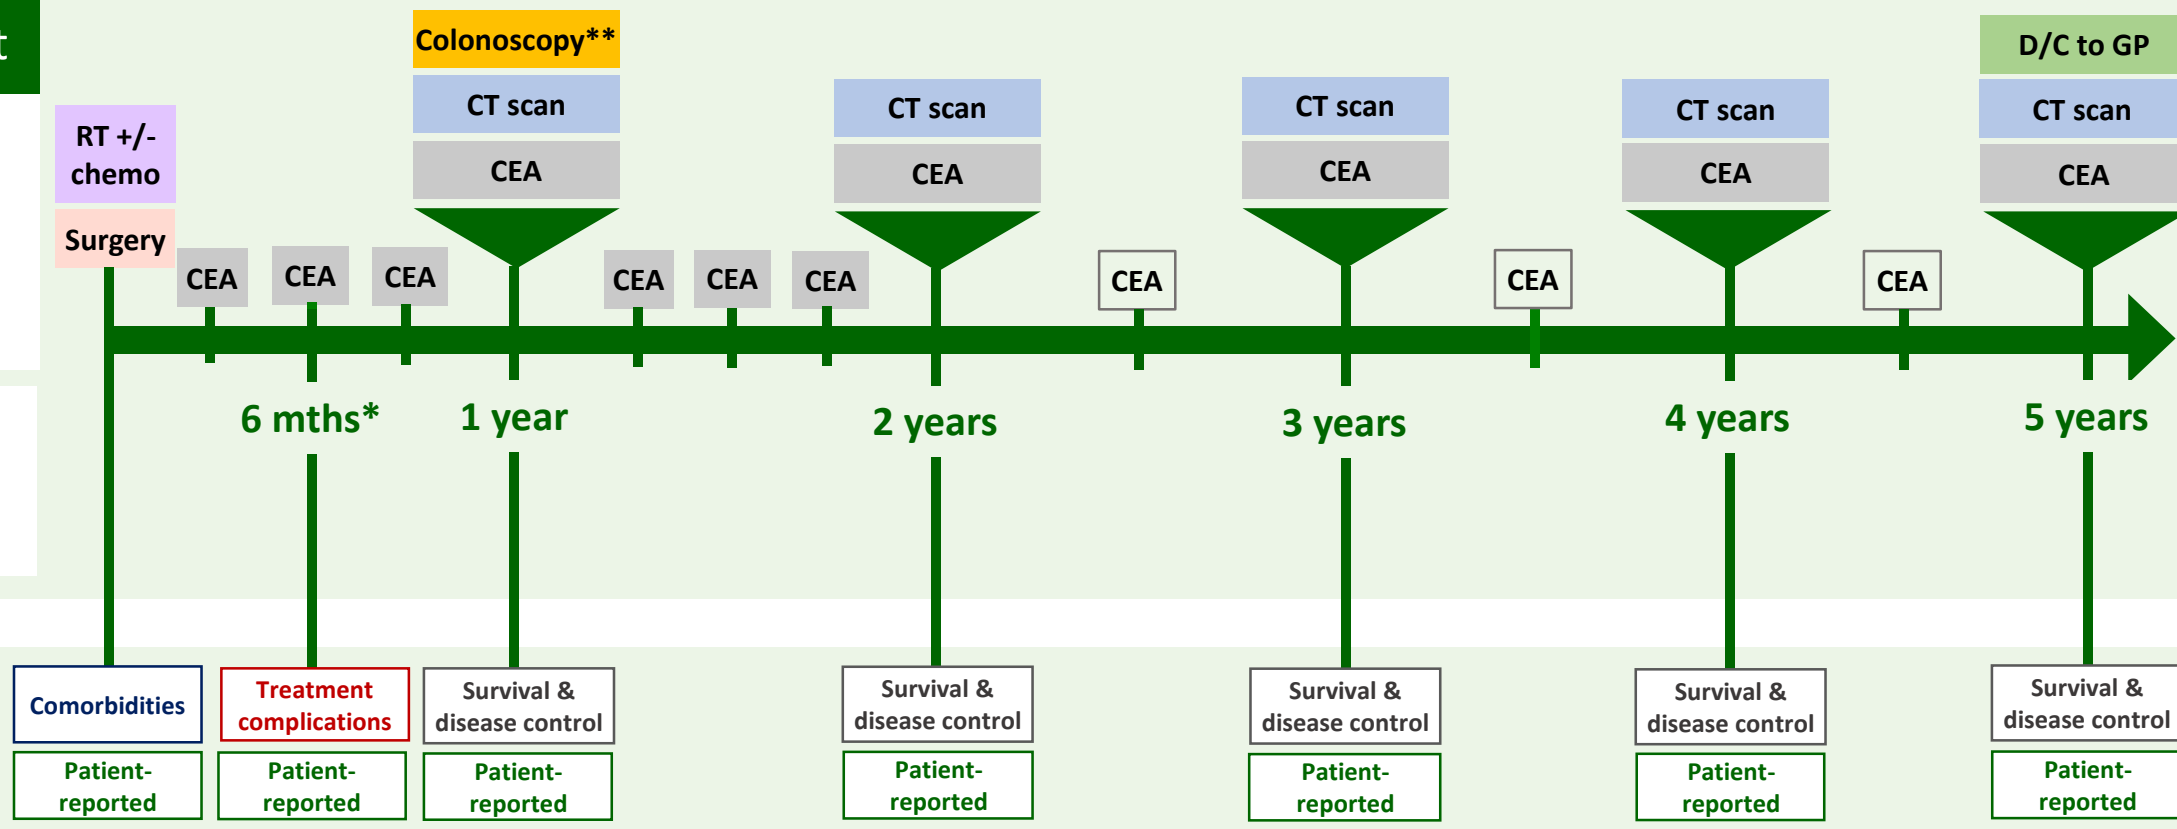 t
Colonoscopy**
D/C to GP
CT scan
CT scan
CT scan
CT scan
CT scan
RT +/-
chemo
CEA
CEA
CEA
CEA
CEA
Surgery
CEA
CEA
CEA
CEA
CEA
CEA
CEA
CEA
CEA
6 mths*
1 year
2 years
3 years
4 years
5 years
Comorbidities
Treatment
complications
Survival &
disease control
Survival &
disease control
Survival &
disease control
Survival &
disease control
Survival &
disease control
Patient-
reported
Patient-
reported
Patient-
reported
Patient-
reported
Patient-
reported
Patient-
reported
Patient-
reported